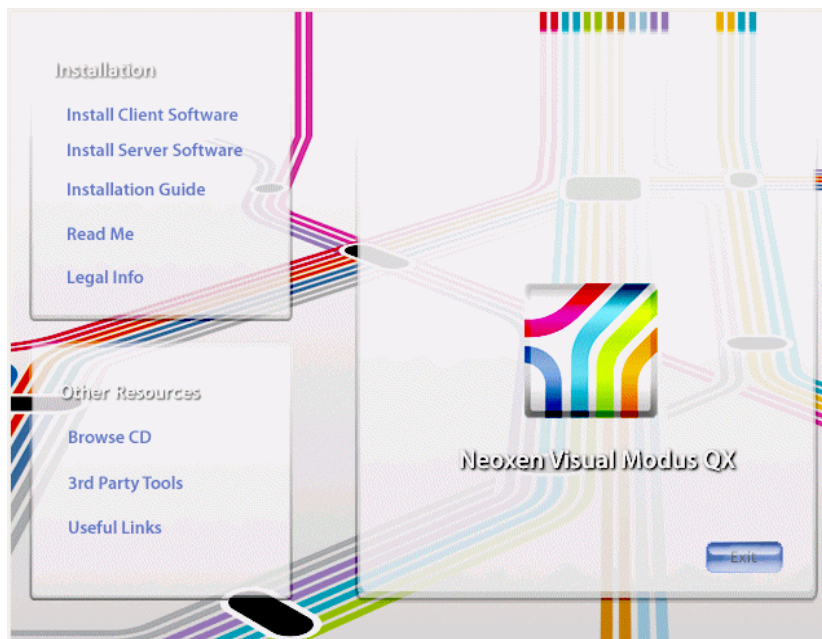 Installation
Install Client Software
Install Server Software
Installation Guide
Read Me
Legal Info
Other Resources
Browse CD
3rd Party Tools
Useful Links
Neoxen Visual Modus QX
Exit